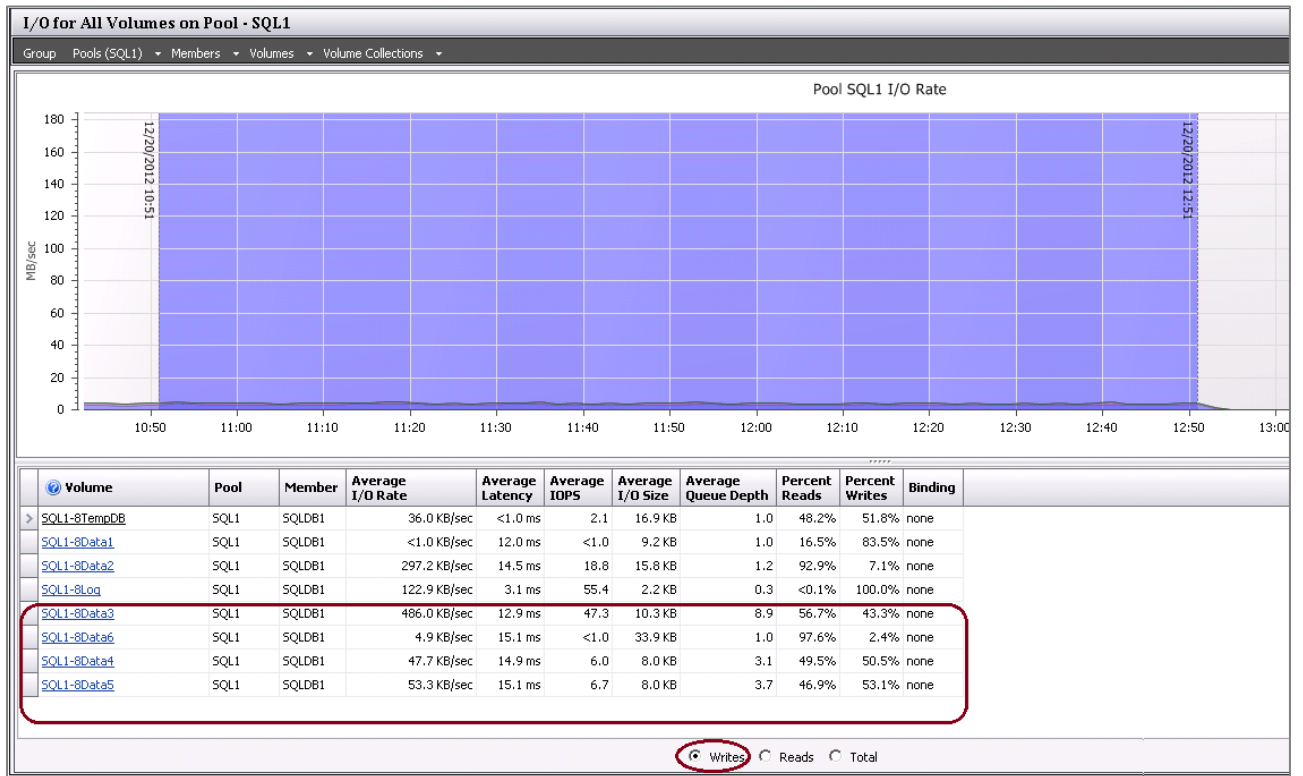 I/O for All Volumes on Pool - SQL1
Group Pools (SQL1) Members Volumes Volume Collections
Pool SQL1 I/O Rate
180
160
140
120
100
80
60
40
20
0
MB/sec
12/20/2012 10:51
12/20/2012 12:51
10:50 11:00 11:10 11:20 11:30 11:40 11:50 12:00 12:10 12:20 12:30 12:40 12:50 13:00
Volume Pool Member Average I/O Rate Average Latency Average IOPS Average I/O Size Average Queue Depth Percent Reads Percent Writes Binding
SQL1-8TempDB SQL1 SQLDB1 36.0 KB/sec <1.0 ms 2.1 16.9 KB 1.0 48.2% 51.8% none
SQL1-8Data1 SQL1 SQLDB1 <1.0 KB/sec 12.0 ms <1.0 9.2 KB 1.0 16.5% 83.5% none
SQL1-8Data2 SQL1 SQLDB1 297.2 KB/sec 14.5 ms 18.8 15.8 KB 1.2 92.9% 7.1% none
SQL1-8Log SQL1 SQLDB1 122.9 KB/sec 3.1 ms 55.4 2.2 KB 0.3 <0.1% 100.0% none
SQL1-8Data3 SQL1 SQLDB1 486.0 KB/sec 12.9 ms 47.3 10.3 KB 8.9 56.7% 43.3% none
SQL1-8Data6 SQL1 SQLDB1 4.9 KB/sec 15.1 ms <1.0 33.9 KB 1.0 97.6% 2.4% none
SQL1-8Data4 SQL1 SQLDB1 47.7 KB/sec 14.9 ms 6.0 8.0 KB 3.1 49.5% 50.5% none
SQL1-8Data5 SQL1 SQLDB1 53.3 KB/sec 15.1 ms 6.7 8.0 KB 3.7 46.9% 53.1% none
Writes Reads Total